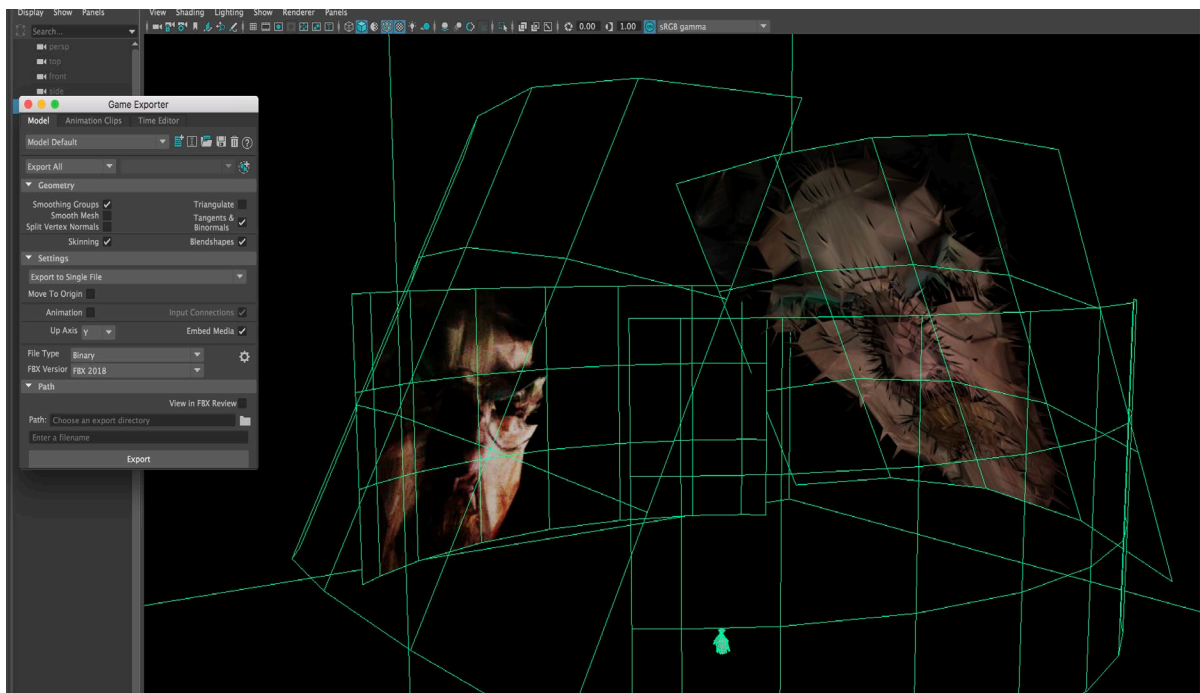 Display Show Panels
View Shading Lighting Show Renderer Panels
Search...
0.00
1.00
sRGB gamma
persp
top
front
side
Game Exporter
Model Animation Clips Time Editor
Model Default
Export All
Geometry
Smoothing Groups
Triangulate
Smooth Mesh
Tangents &
Binormals
Split Vertex Normals
Skinning
Blendshapes
Settings
Export to Single File
Move To Origin
Animation
Input Connections
Up Axis y
Embed Media
File Type Binary
FBX Version FBX 2018
Path
View in FBX Review
Path: Choose an export directory
Enter a filename
Export